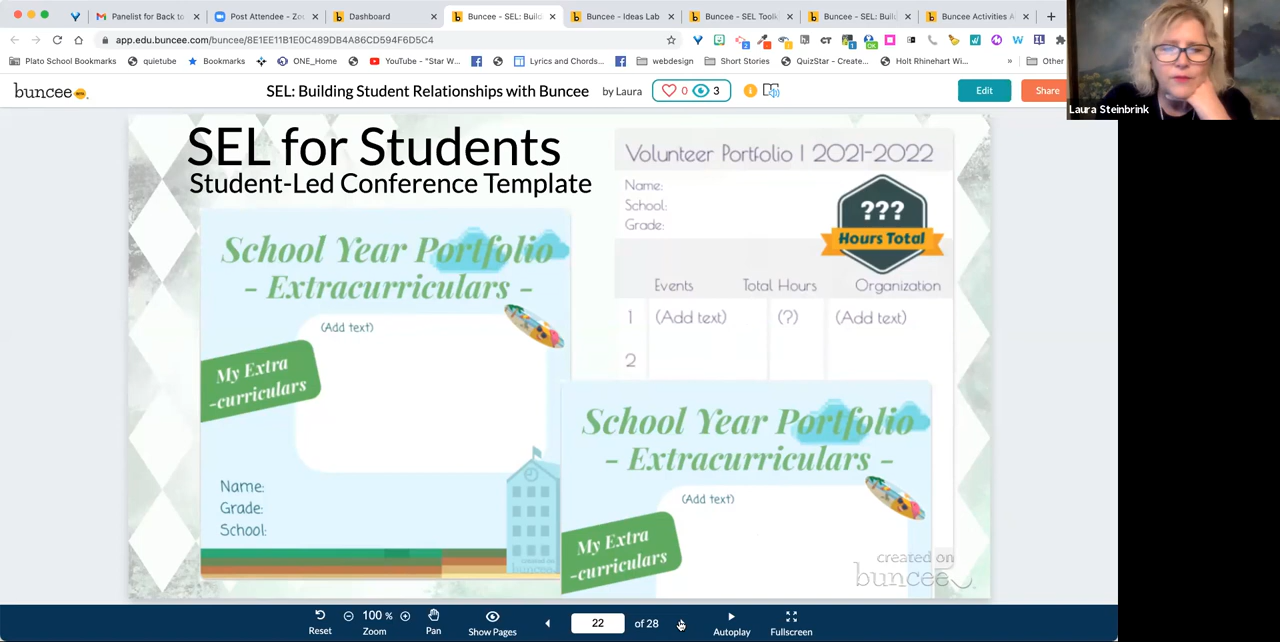 Panelist for Back to
Post Attendee - Zoo
Dashboard
Buncee - SEL: Build
Buncee - Ideas Lab
Buncee - SEL Toolk
Buncee - SEL: Build
Buncee Activities A
app.edu.buncee.com/buncee/8E1EE11B1E0C489DB4A86CD594F6D5C4
Plato School Bookmarks
quietube
Bookmarks
ONE_Home
YouTube - "Star W...
Lyrics and Chords...
webdesign
Short Stories
QuizStar - Create...
Holt Rhinehart Wi...
»
Other
Laura Steinbrink
buncee
SEL: Building Student Relationships with Buncee
by Laura
0
3
Edit
Share
SEL for Students
Student-Led Conference Template
School Year Portfolio
- Extracurriculars -
(Add text)
My Extra
-curriculars
Name:
Grade:
School:
created on
buncee
Volunteer Portfolio | 2021-2022
Name:
School:
Grade:
???
Hours Total
Events
Total Hours
Organization
1
(Add text)
(?)
(Add text)
2
School Year Portfolio
- Extracurriculars -
(Add text)
My Extra
-curriculars
created on
buncee
Reset
100 %
Zoom
Pan
Show Pages
22
of 28
Autoplay
Fullscreen